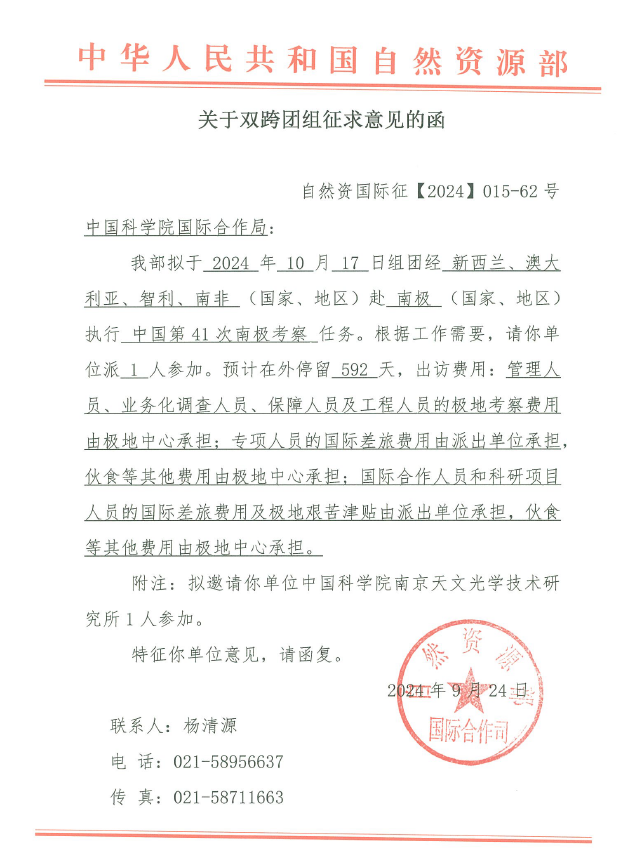 中华人民共和国自然资源部
关于双跨团组征求意见的函
自然资国际征【2024】015-62 号
中国科学院国际合作局：
我部拟于 2024 年 10 月 17 日组团经 新西兰、澳大
利亚、智利、南非 （国家、地区）赴 南极 （国家、地区）
执行 中国第 41 次南极考察 任务。根据工作需要，请你单
位派 1 人参加。预计在外停留 592 天，出访费用：管理人
员、业务化调查人员、保障人员及工程人员的极地考察费用
由极地中心承担；专项人员的国际差旅费用由派出单位承担，
伙食等其他费用由极地中心承担；国际合作人员和科研项目
人员的国际差旅费用及极地艰苦津贴由派出单位承担，伙食
等其他费用由极地中心承担。
附注：拟邀请你单位中国科学院南京天文光学技术研
究所 1 人参加。
特征你单位意见，请函复。
自然资源部
2024 年 9 月 24 日
国际合作司
联系人：杨清源
电 话：021-58956637
传 真：021-58711663